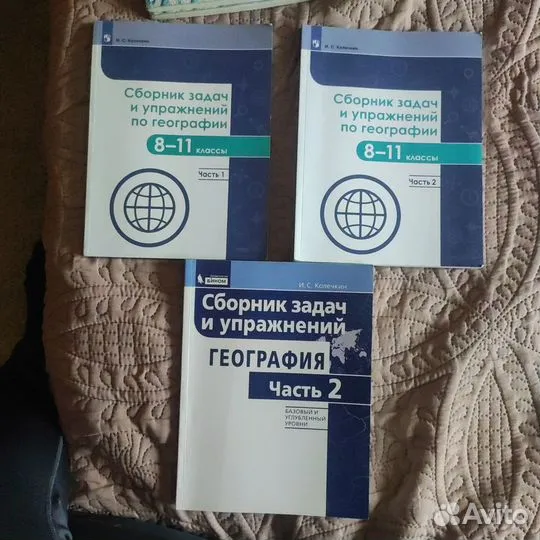 И. С. Колечкин
Сборник задач
и упражнений
по географии
8–11 классы
Часть 1
И. С. Колечкин
Сборник задач
и упражнений
по географии
8–11 классы
Часть 2
БИНОМ
И. С. Колечкин
Сборник задач
и упражнений
ГЕОГРАФИЯ
Часть 2
БАЗОВЫЙ И
УГЛУБЛЕННЫЙ
УРОВНИ
Avito